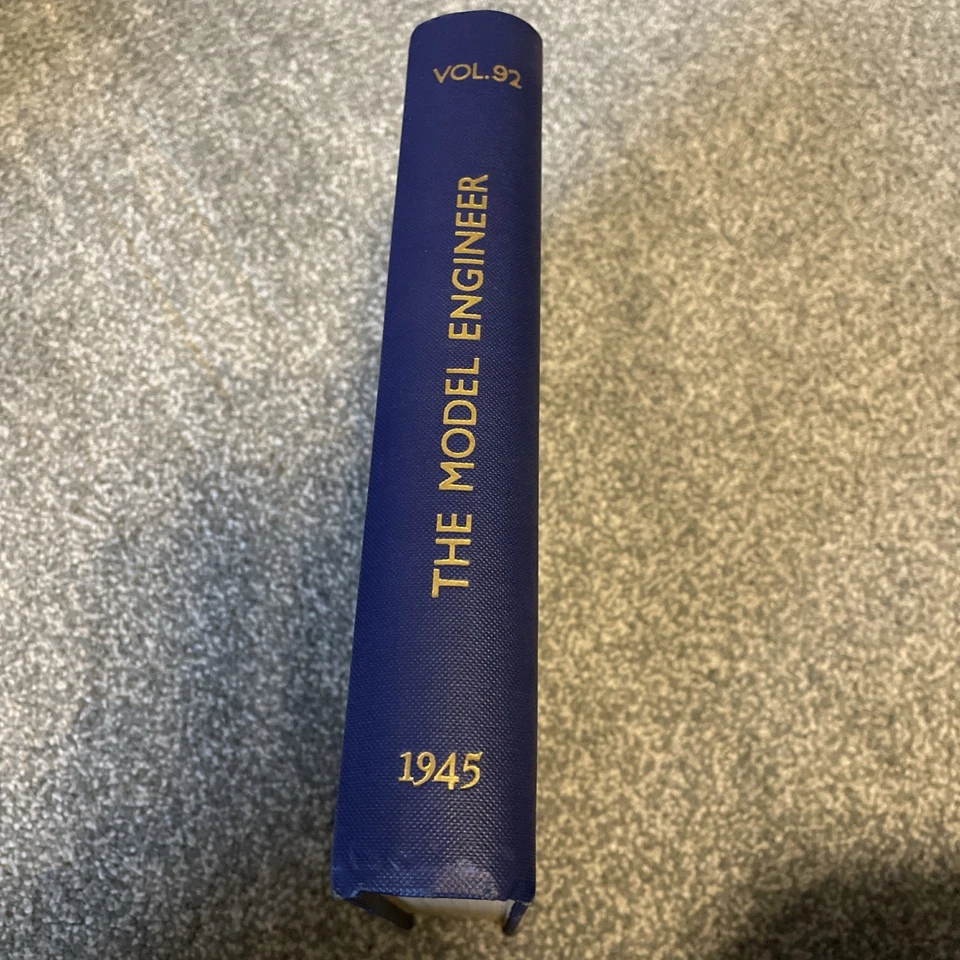 VOL.92
THE MODEL ENGINEER
1945